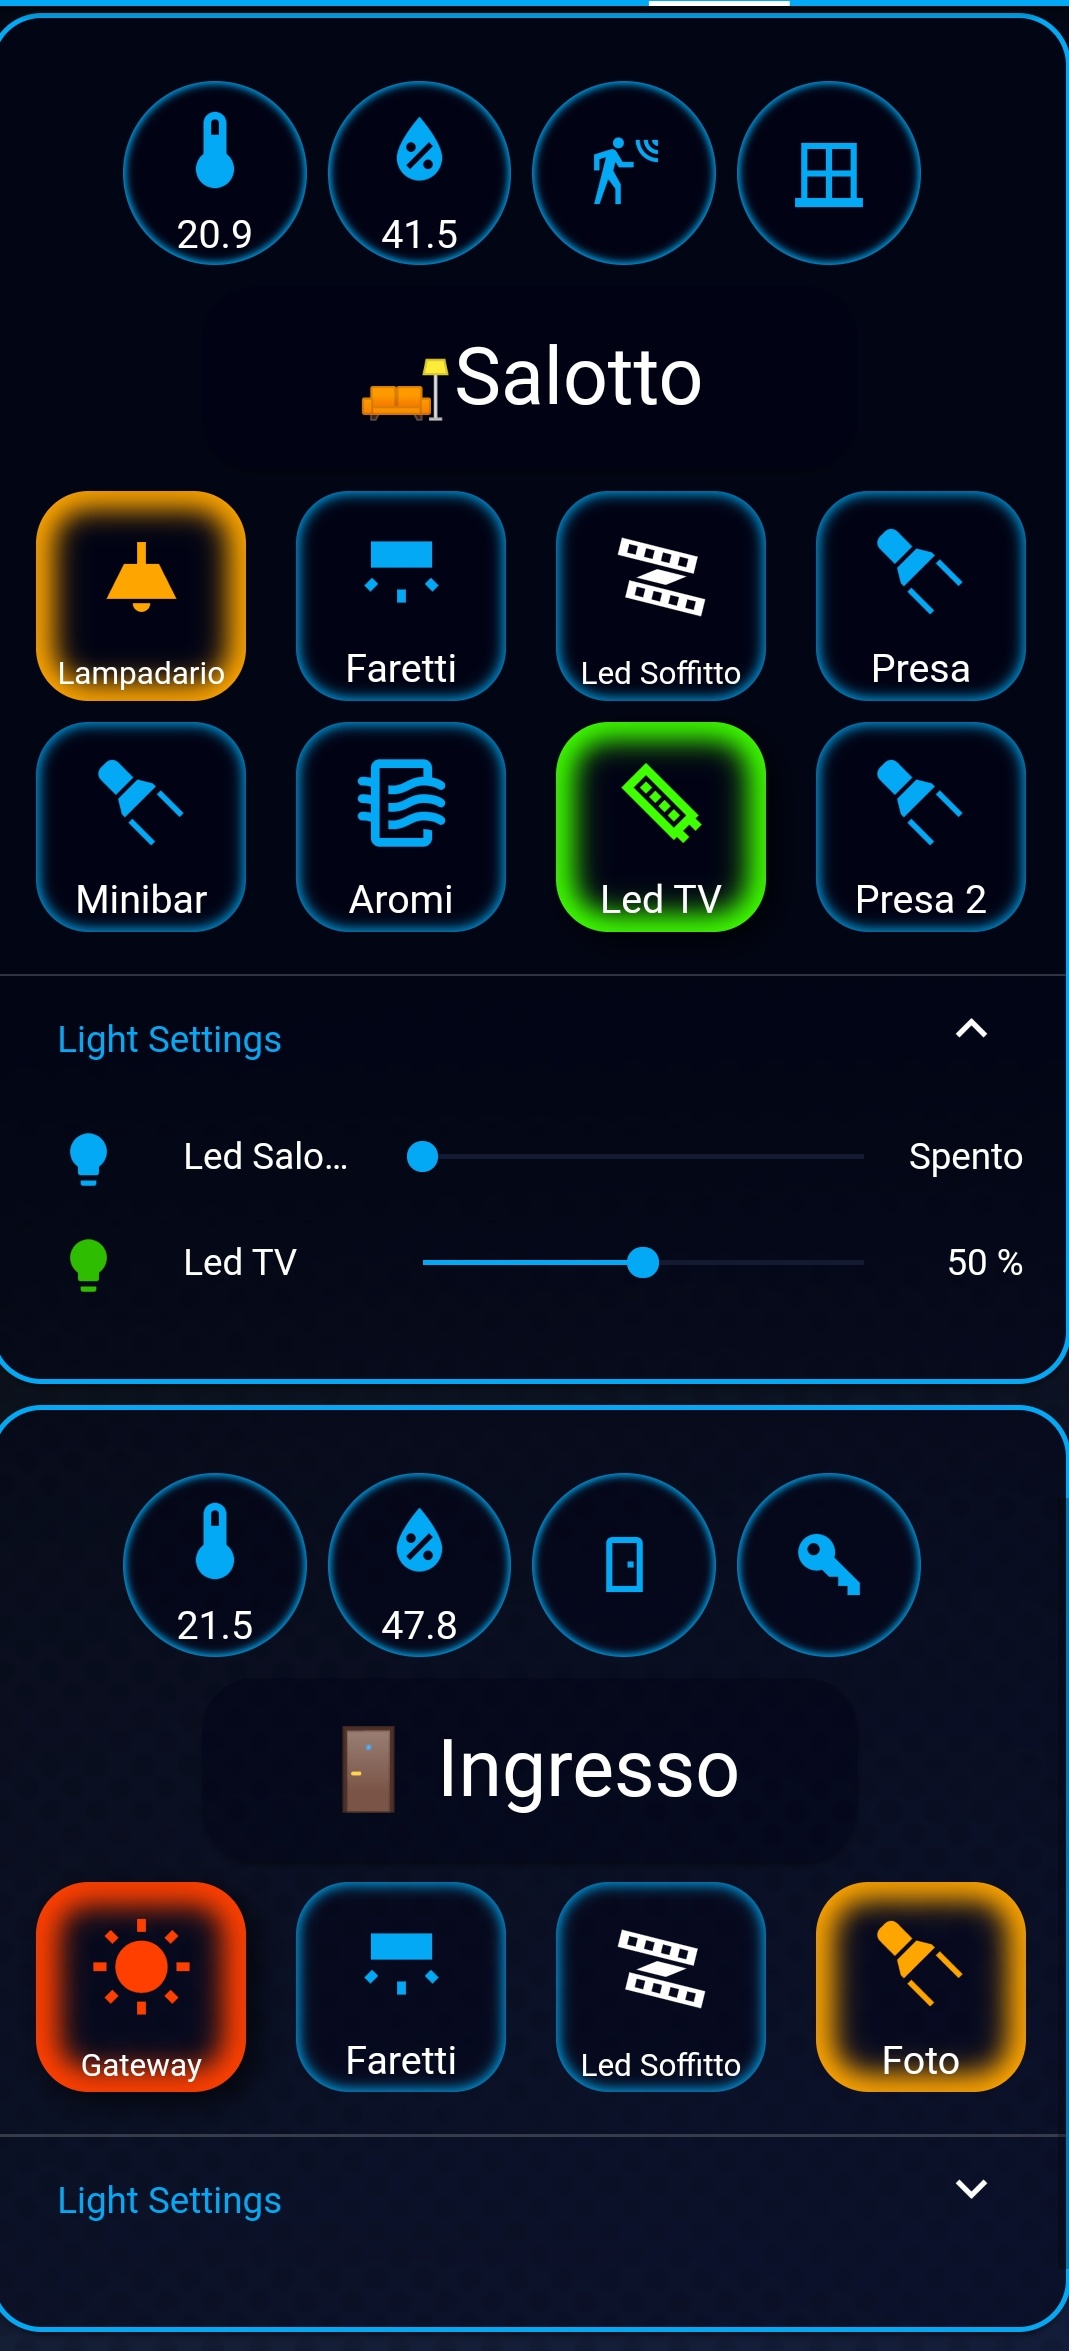 20.9
41.5
Salotto
Lampadario
Faretti
Led Soffitto
Presa
Minibar
Aromi
Led TV
Presa 2
Light Settings
Led Salo...
Spento
Led TV
50 %
21.5
47.8
Ingresso
Gateway
Faretti
Led Soffitto
Foto
Light Settings